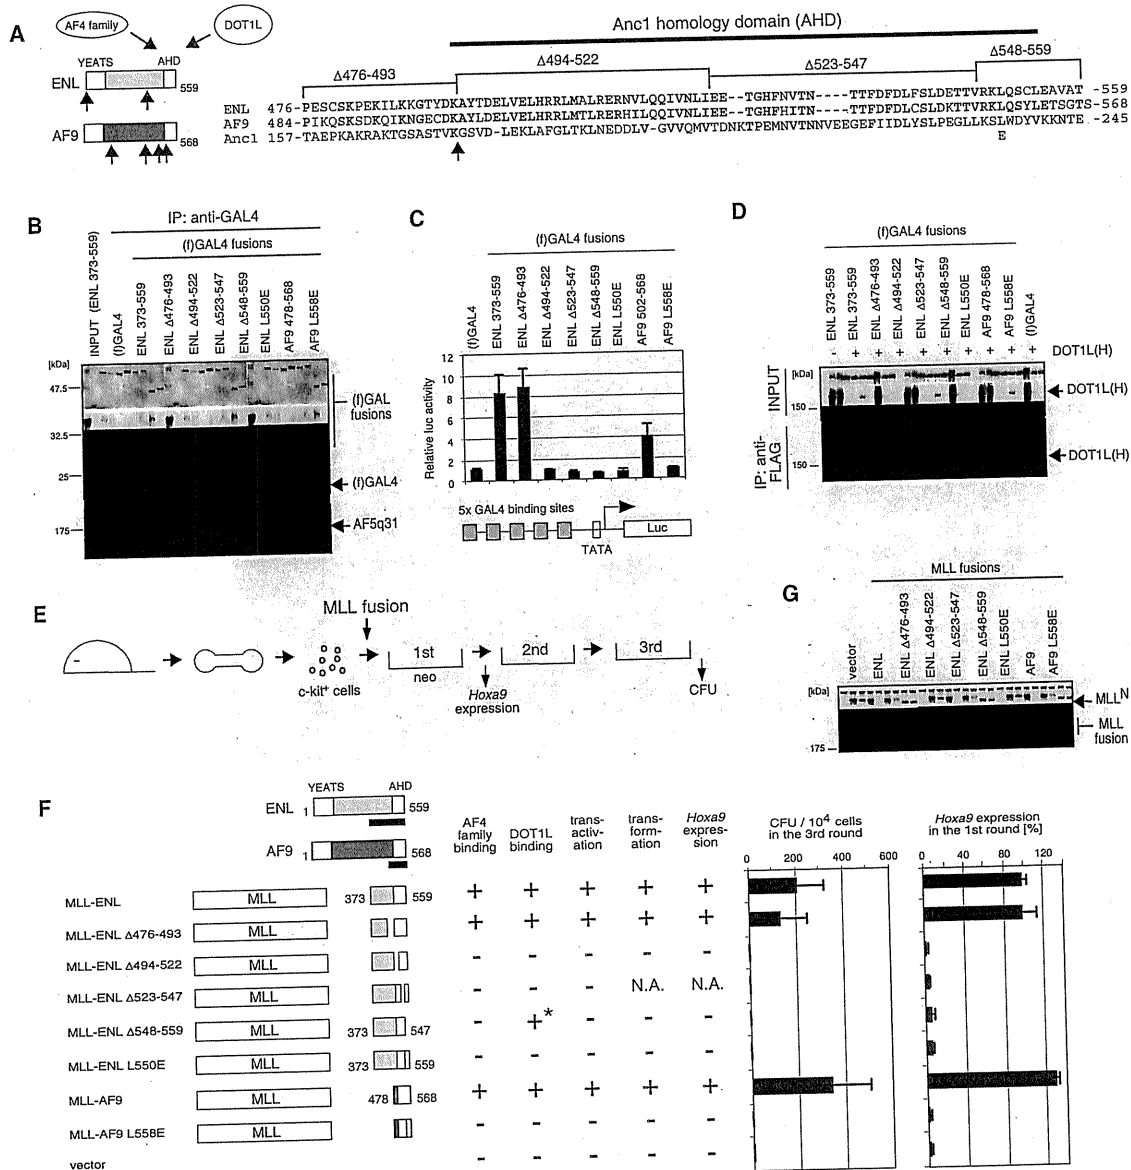 A
AF4 family
DOT1L
YEATS
AHD
ENL
559
AF9
568
Anc1 homology domain (AHD)
Δ476-493
Δ494-522
Δ523-547
Δ548-559
ENL 476-PESCSKPEKILKKGTYDKAYTDELVELHRRLMALRERNVLQQIVNLIEE--TGHFNVTN----TTFDFDLFSLDETTVRKLQSCLEAVAT -559
AF9 484-PIKQSKSDKQIKNGECDKAYLDELVELHRRLMTLRERHILQQIVNLIEE--TGHFHITN----TTFDFDLCSLDKTTVRKLQSYLETSGTS-568
Anc1 157-TAEPKAKRAKTGSASTVKGSVD-LEKLAFGLTKLNEDDLV-GVVQMVTDNKTPEMNVTNNVEEGEFIIDLYSLPEGLLKSLWDYVKKNTE -245
E
B
IP: anti-GAL4
(f)GAL4 fusions
INPUT (ENL 373-559)
(f)GAL4
ENL 373-559
ENL Δ476-493
ENL Δ494-522
ENL Δ523-547
ENL Δ548-559
ENL L550E
AF9 478-568
AF9 L558E
[kDa]
47.5
32.5
25
175
(f)GAL
fusions
(f)GAL4
AF5q31
C
(f)GAL4 fusions
(f)GAL4
ENL 373-559
ENL Δ476-493
ENL Δ494-522
ENL Δ523-547
ENL Δ548-559
ENL L550E
AF9 502-568
AF9 L558E
Relative luc activity
12
10
8
6
4
2
0
5x GAL4 binding sites
TATA
Luc
D
(f)GAL4 fusions
ENL 373-559
ENL 373-559
ENL Δ476-493
ENL Δ494-522
ENL Δ523-547
ENL Δ548-559
ENL L550E
AF9 478-568
AF9 L558E
(f)GAL4
- + + + + + + + + + DOT1L(H)
INPUT
[kDa]
150
DOT1L(H)
IP: anti-
FLAG
150
DOT1L(H)
E
MLL fusion
c-kit+ cells
1st
neo
2nd
3rd
Hoxa9
expression
CFU
G
MLL fusions
vector
ENL
ENL Δ476-493
ENL Δ494-522
ENL Δ523-547
ENL Δ548-559
ENL L550E
AF9
AF9 L558E
[kDa]
175
MLL N
MLL
fusion
F
YEATS
AHD
ENL 1 559
AF9 1 568
AF4
family
binding
DOT1L
binding
trans-
activ-
ation
trans-
form-
ation
Hoxa9
expres-
sion
CFU / 10⁴ cells
in the 3rd round
0 200 400 600
Hoxa9 expression
in the 1st round [%]
0 40 80 120
MLL-ENL MLL 373 559 + + + + +
MLL-ENL Δ476-493 MLL + + + + +
MLL-ENL Δ494-522 MLL - - - - -
MLL-ENL Δ523-547 MLL - - - N.A. N.A.
MLL-ENL Δ548-559 MLL 373 547 - +* - - -
MLL-ENL L550E MLL 373 559 - - - - -
MLL-AF9 MLL 478 568 + + + + +
MLL-AF9 L558E MLL - - - - -
vector - - - - -